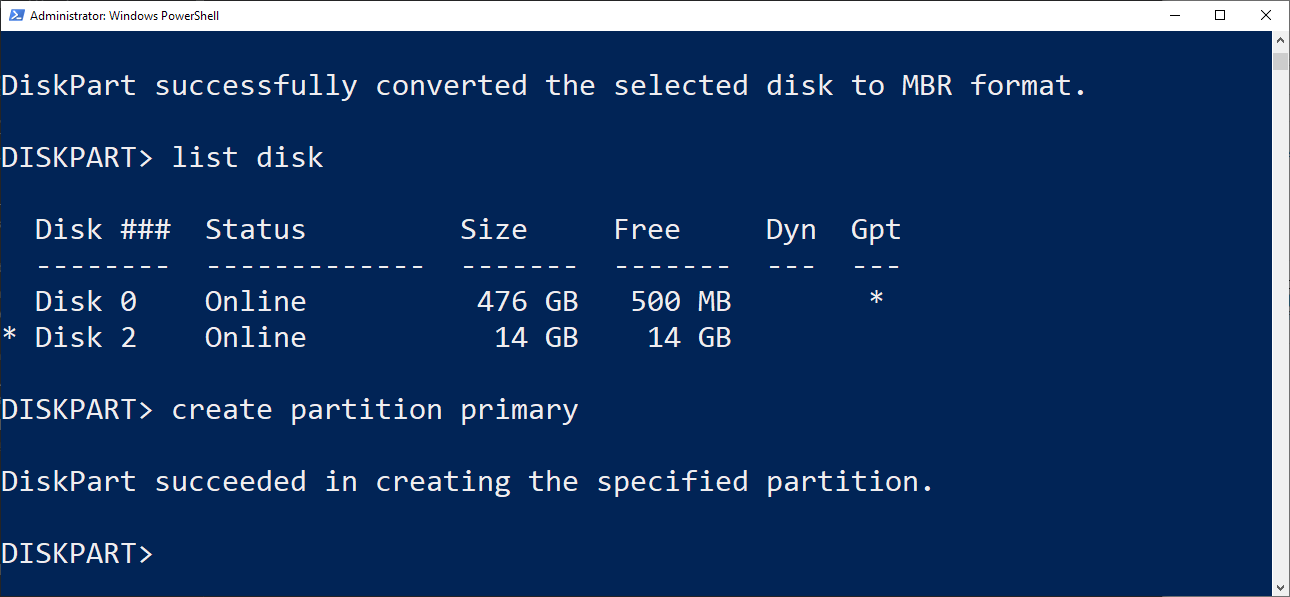 Administrator: Windows PowerShell
DiskPart successfully converted the selected disk to MBR format.
DISKPART> list disk
  Disk ###  Status         Size     Free     Dyn  Gpt
  --------  -------------  -------  -------  ---  ---
  Disk 0    Online          476 GB   500 MB        *
* Disk 2    Online           14 GB    14 GB
DISKPART> create partition primary
DiskPart succeeded in creating the specified partition.
DISKPART>